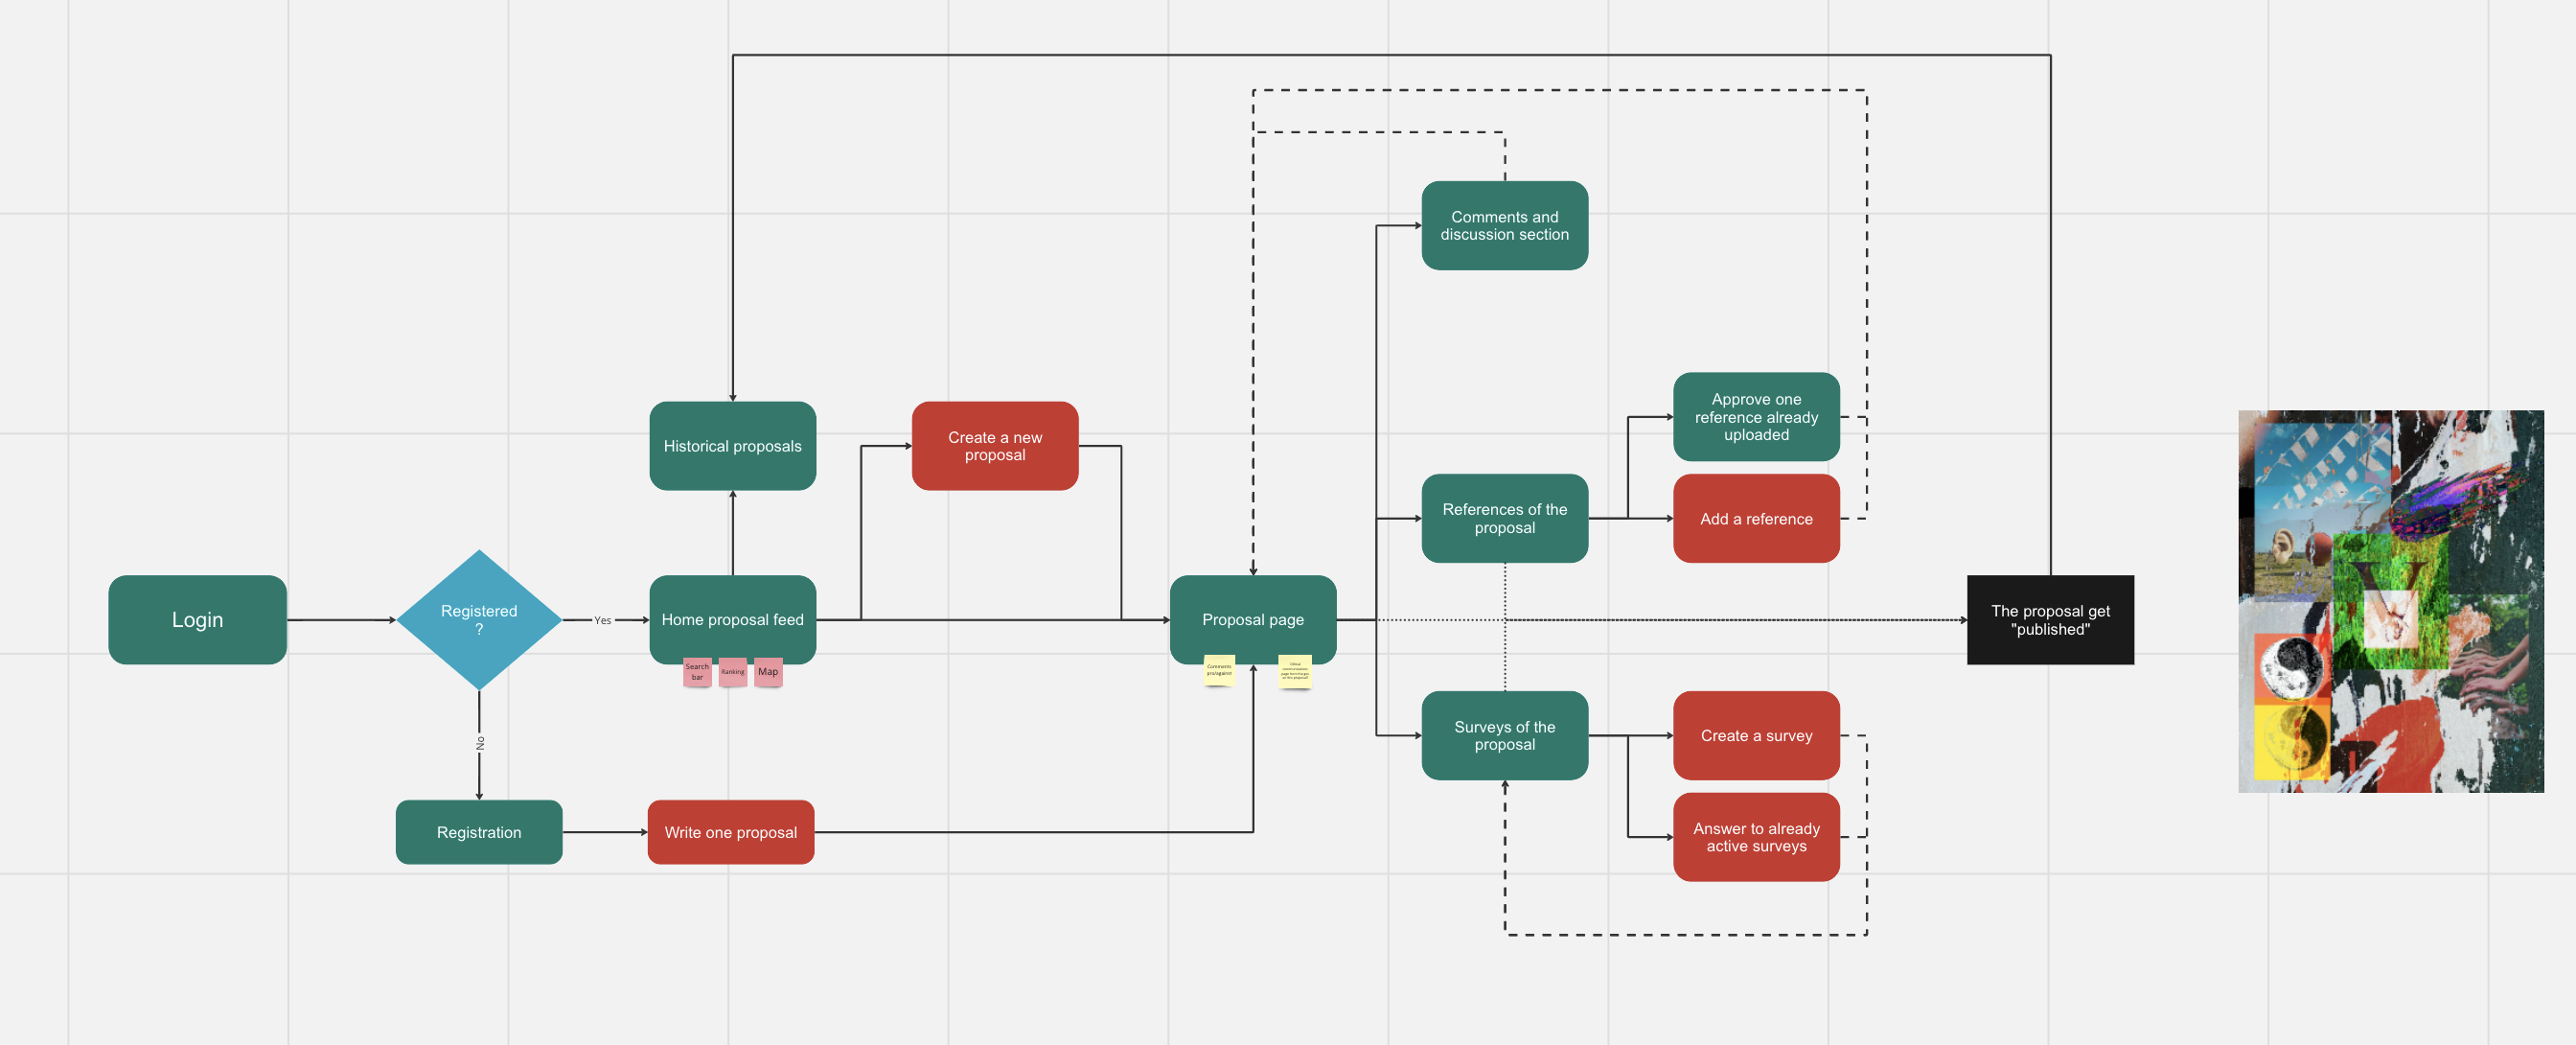 Comments and
discussion section
Approve one
reference already
uploaded
Historical proposals
Create a new
proposal
References of the
proposal
Add a reference
Login
Registered
?
Yes
Home proposal feed
Proposal page
The proposal get
"published"
Search
bar
Ranking
Map
Comments
pro/against
No
Surveys of the
proposal
Create a survey
Registration
Write one proposal
Answer to already
active surveys